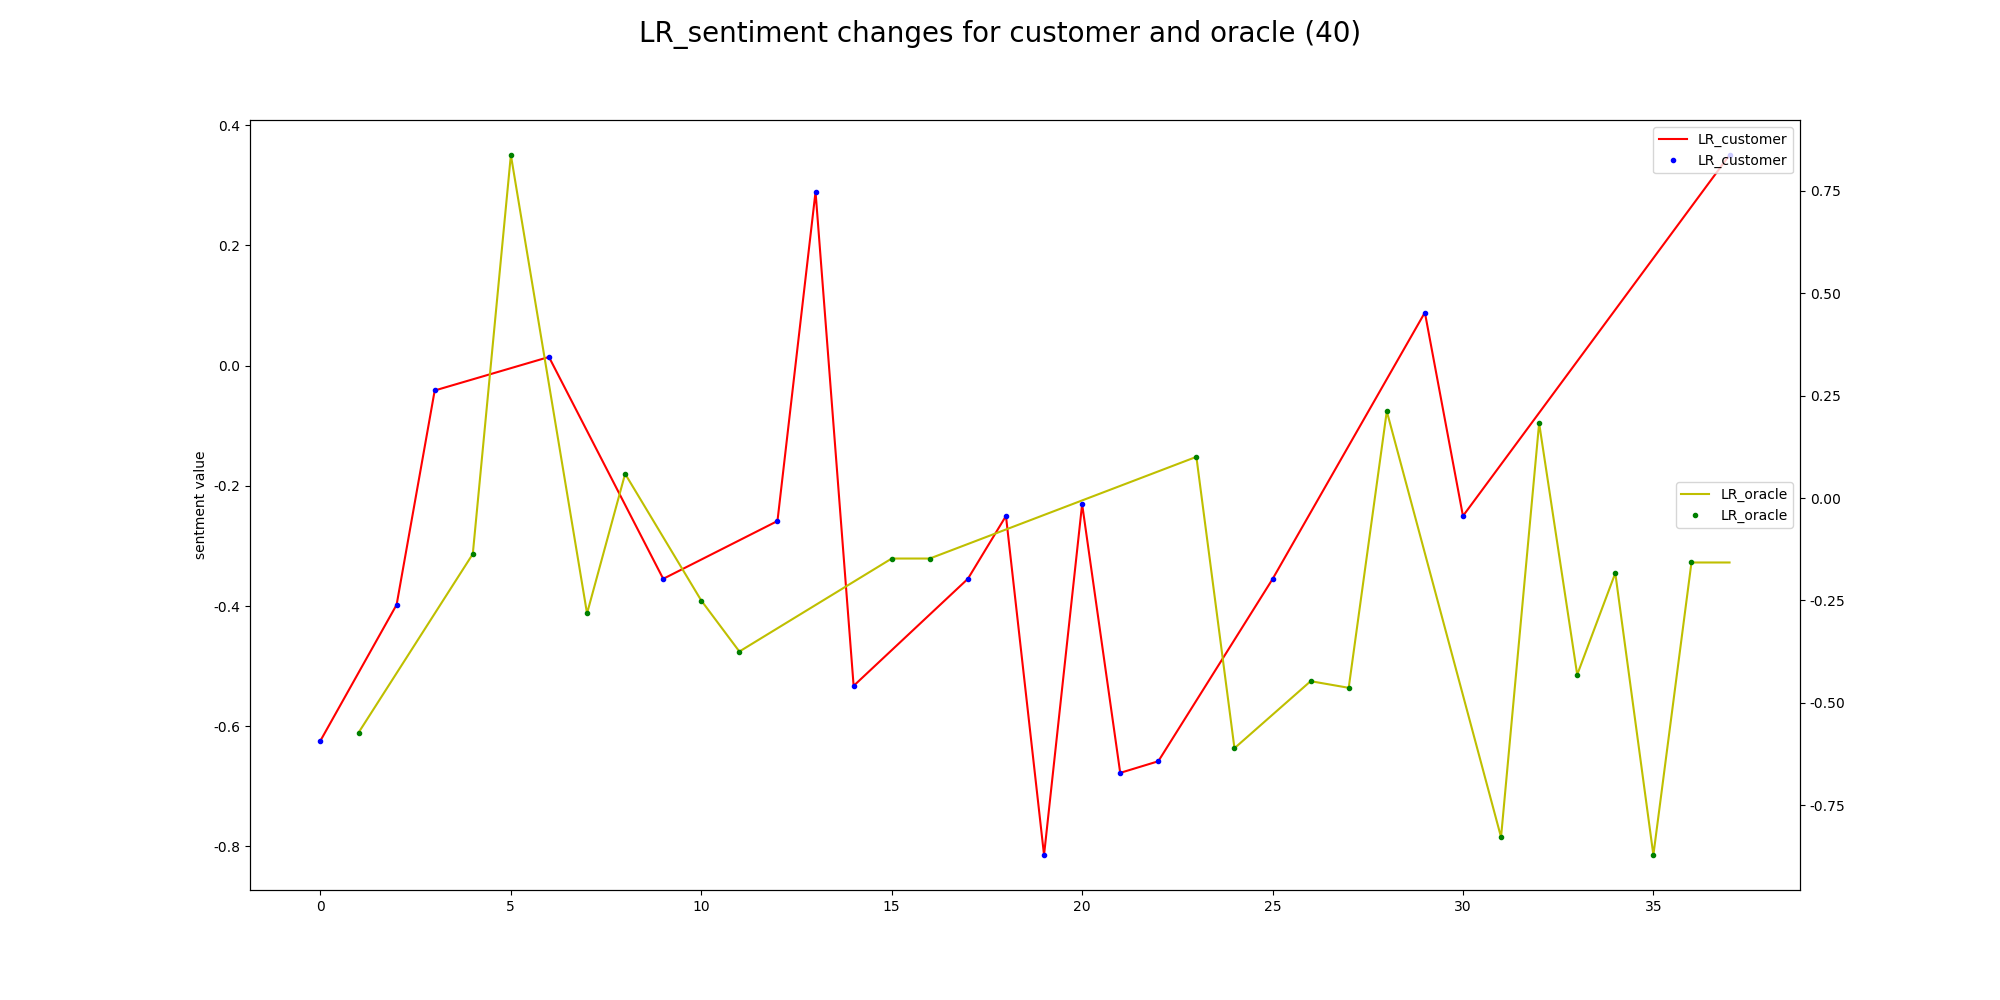 LR_sentiment changes for customer and oracle (40)
0.4
0.2
0.0
-0.2
-0.4
-0.6
-0.8
sentment value
LR_customer
LR_customer
0.75
0.50
0.25
0.00
-0.25
-0.50
-0.75
LR_oracle
LR_oracle
0 5 10 15 20 25 30 35